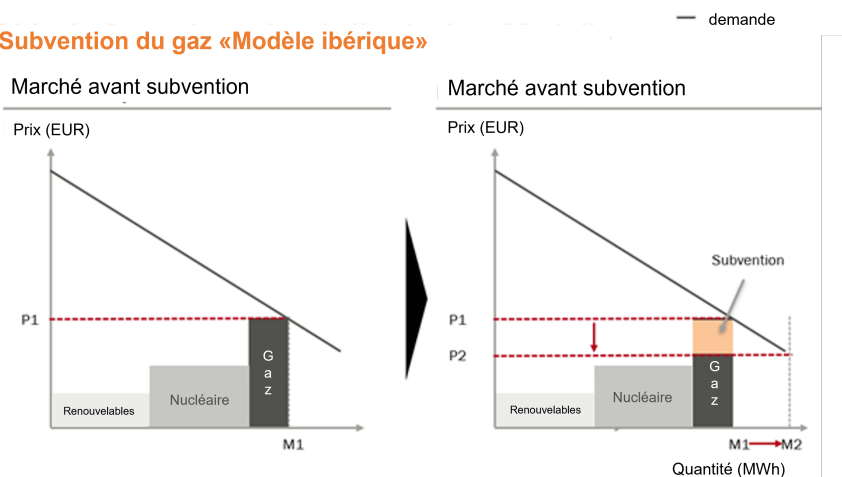 demande
Subvention du gaz «Modèle ibérique»
Marché avant subvention
Prix (EUR)
P1
Renouvelables
Nucléaire
G
a
z
M1
Marché avant subvention
Prix (EUR)
Subvention
P1
P2
Renouvelables
Nucléaire
G
a
z
M1
M2
Quantité (MWh)